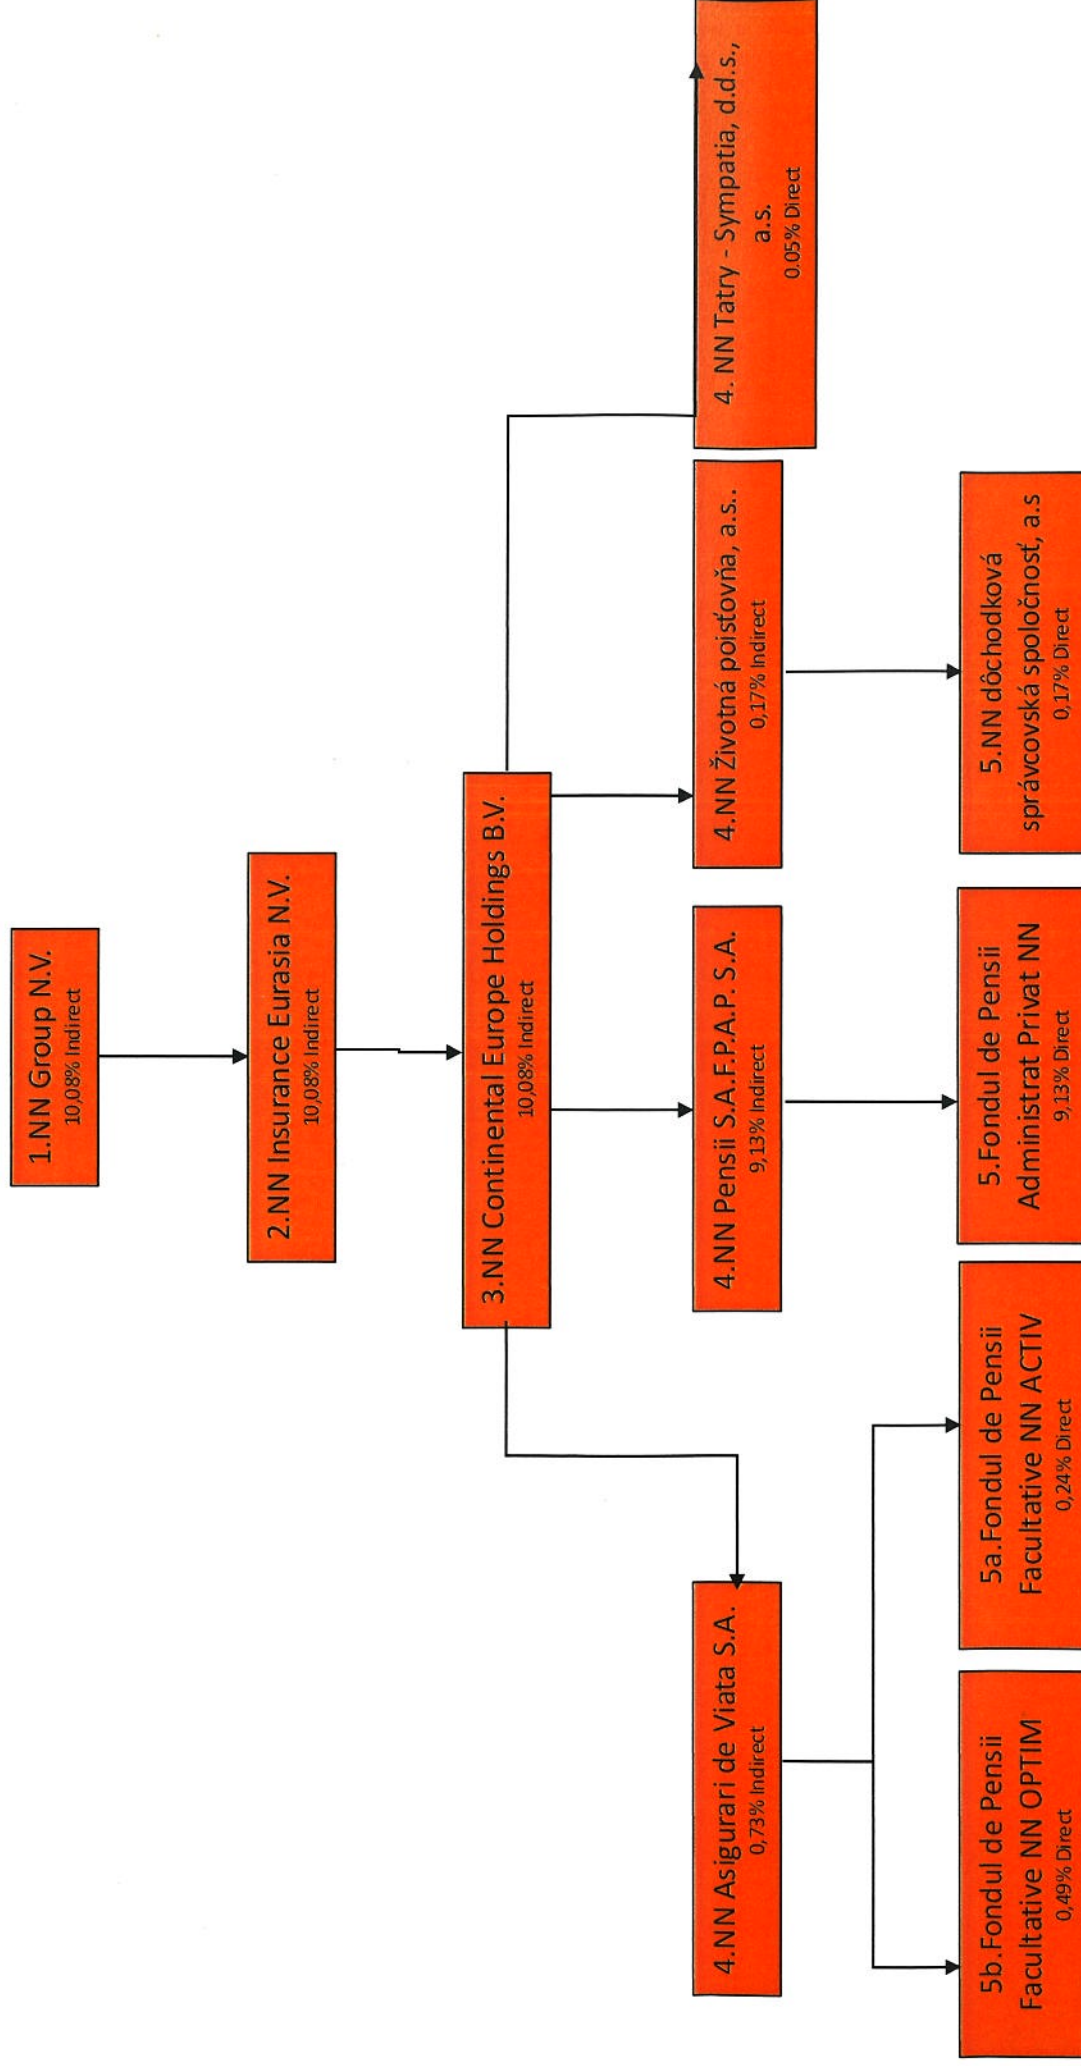 1.NN Group N.V.
10,08% Indirect
2.NN Insurance Eurasia N.V.
10,08% Indirect
3.NN Continental Europe Holdings B.V.
10,08% Indirect
4.NN Asigurari de Viata S.A.
0,73% Indirect
4.NN Pensii S.A.F.P.A.P. S.A.
9,13% Indirect
4.NN Životná poisťovňa, a.s..
0,17% Indirect
4. NN Tatry - Sympatia, d.d.s.,
a.s.
0.05% Direct
5b.Fondul de Pensii
Facultative NN OPTIM
0,49% Direct
5a.Fondul de Pensii
Facultative NN ACTIV
0,24% Direct
5.Fondul de Pensii
Administrat Privat NN
9,13% Direct
5.NN dôchodková
správcovská spoločnosť, a.s
0,17% Direct